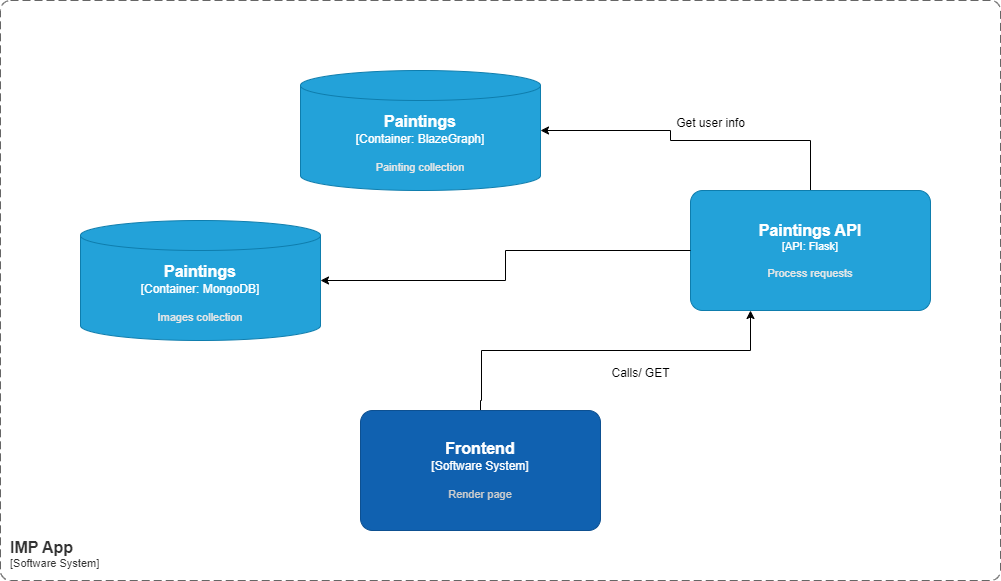 Paintings
[Container: BlazeGraph]
Painting collection
Get user info
Paintings API
[API: Flask]
Process requests
Paintings
[Container: MongoDB]
Images collection
Calls/ GET
Frontend
[Software System]
Render page
IMP App
[Software System]